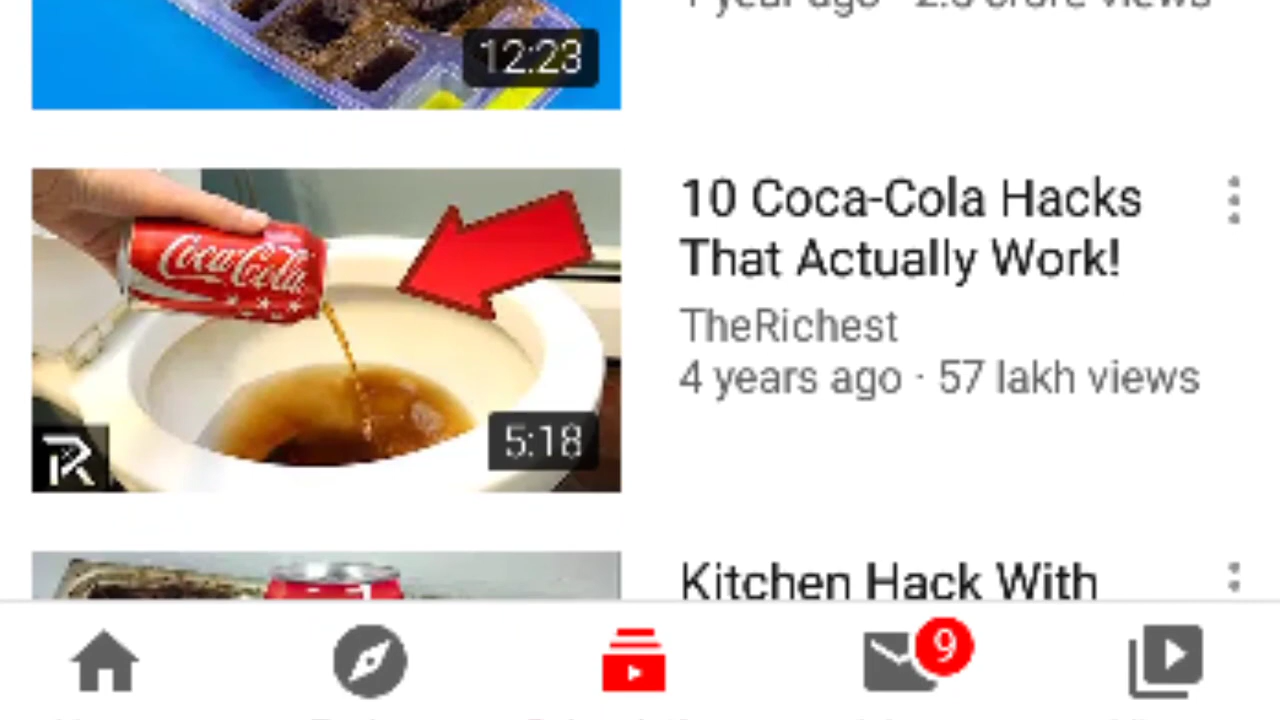 12:23
10 Coca-Cola Hacks
That Actually Work!
TheRichest
4 years ago · 57 lakh views
Coca-Cola
5:18
Kitchen Hack With
9